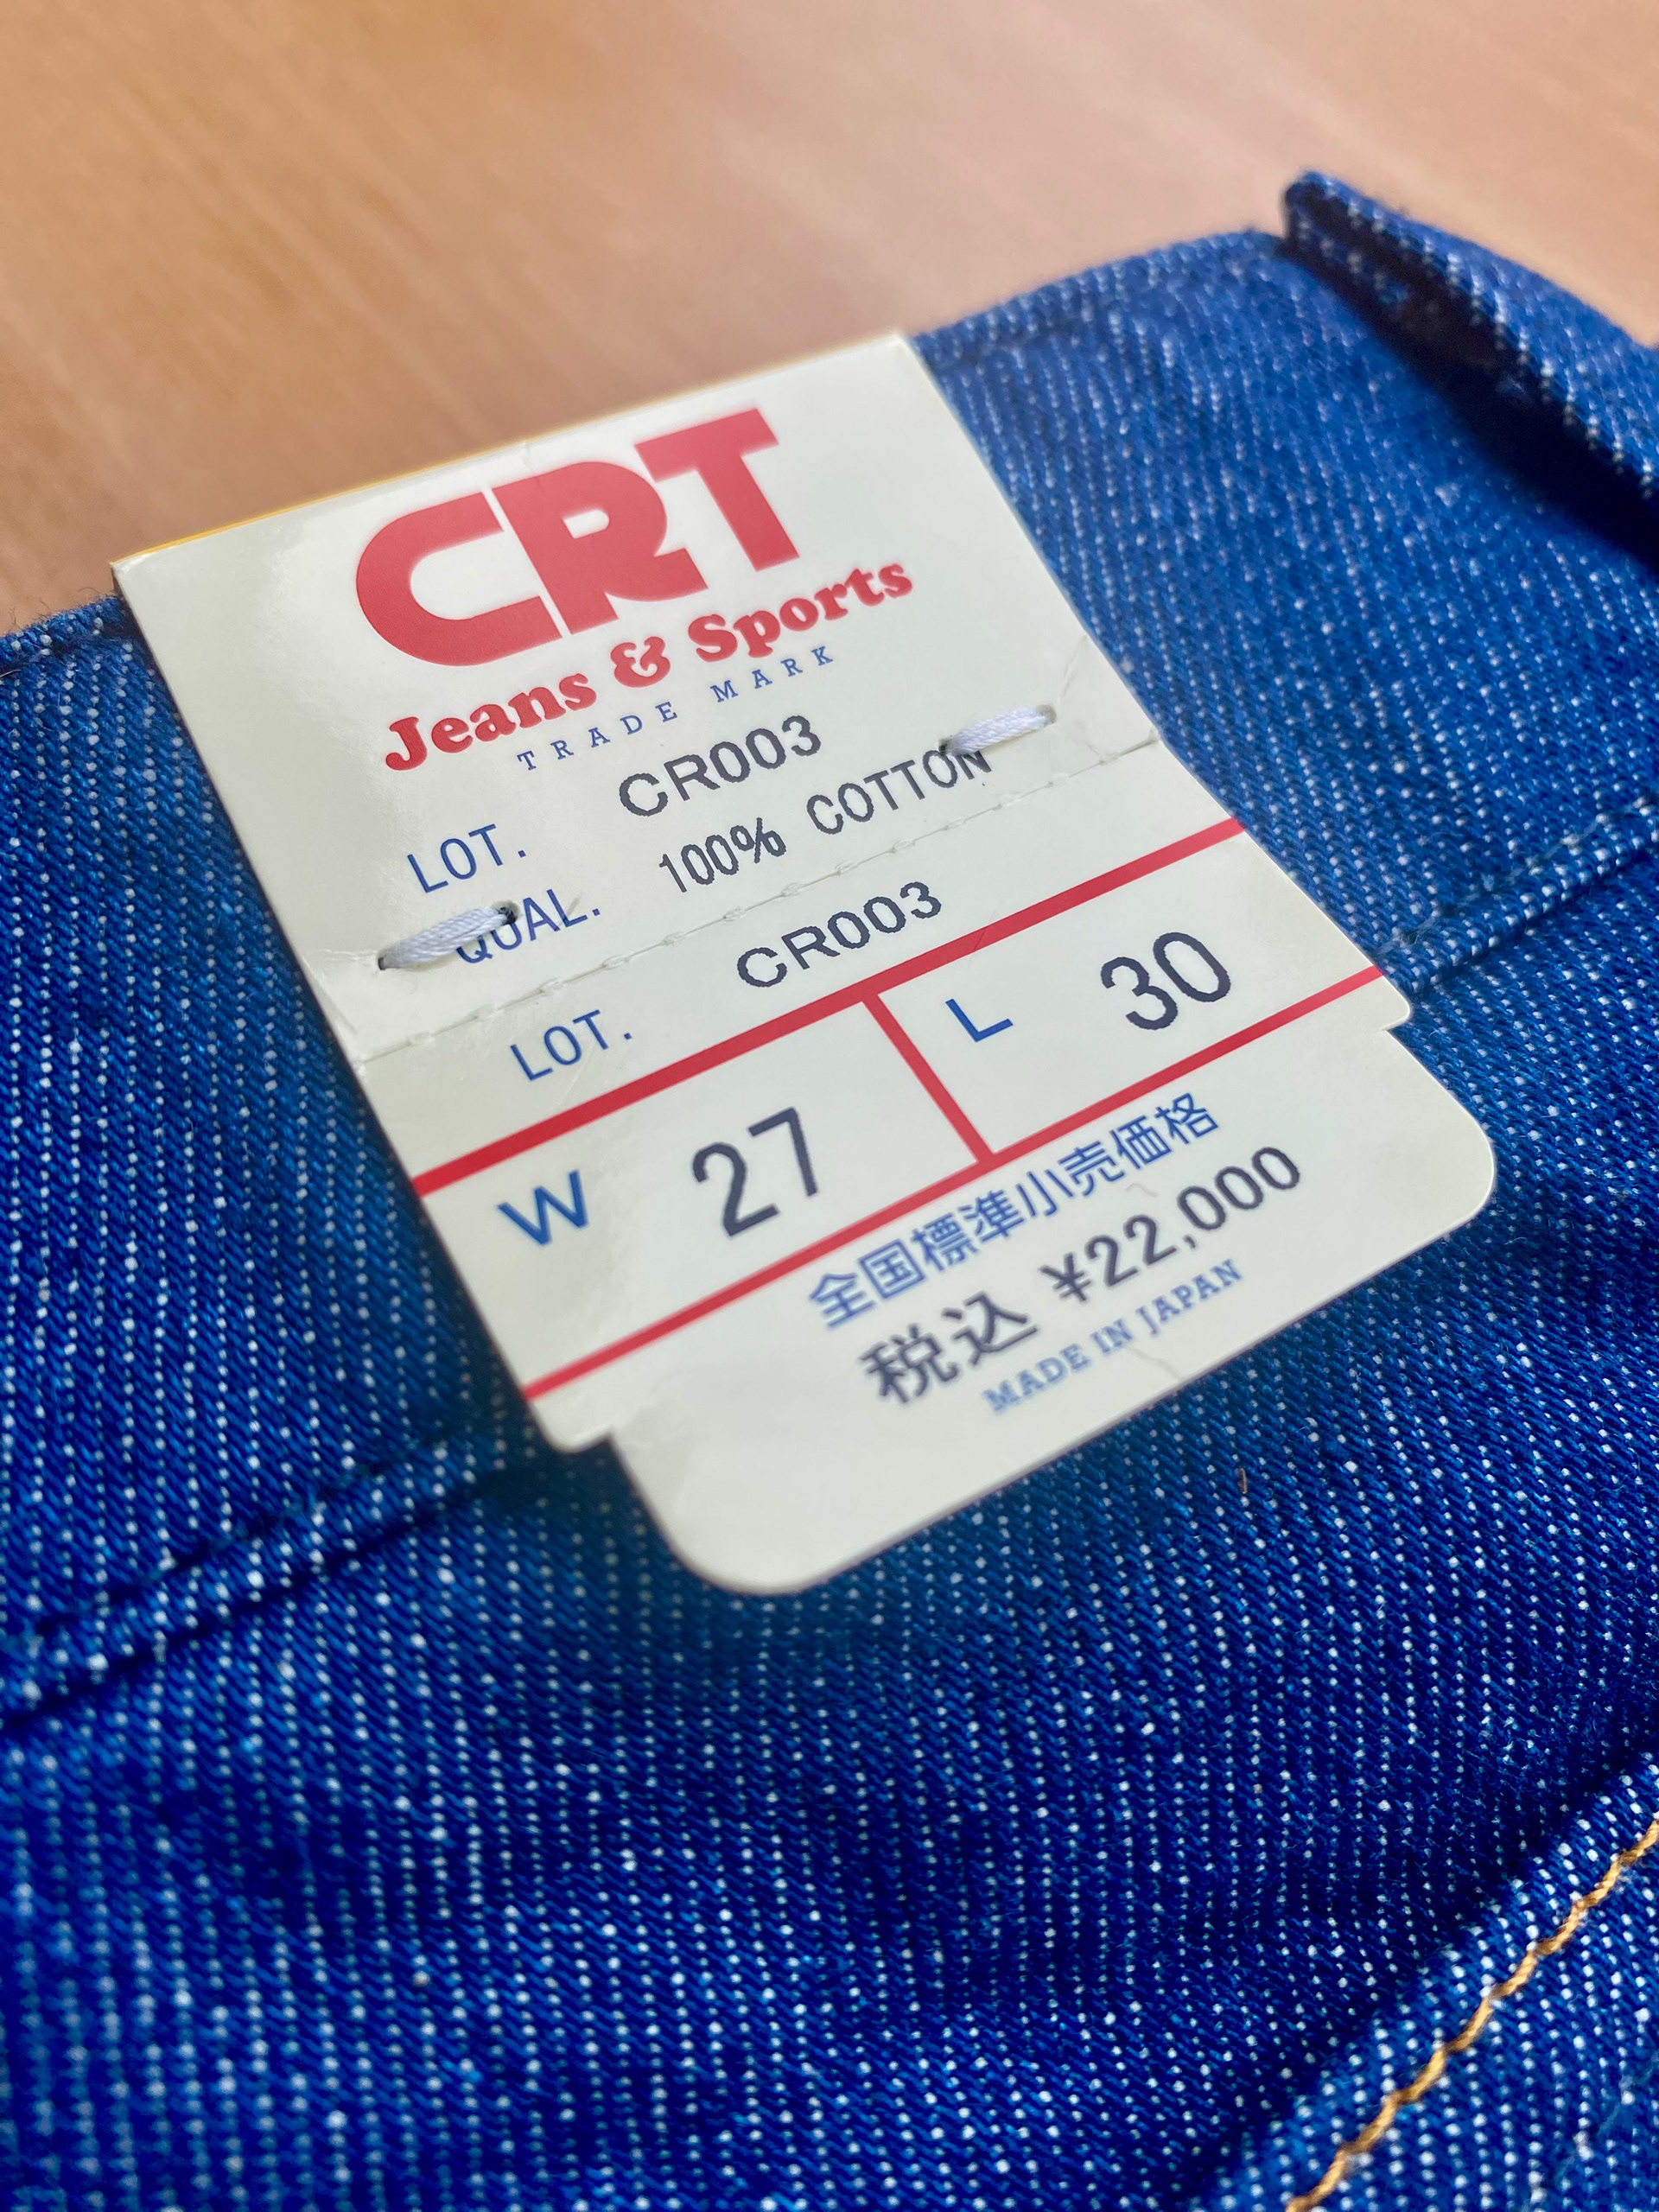 CRT
Jeans & Sports
TRADE MARK
LOT. CR003
QUAL. 100% COTTON
LOT. CR003
W 27 L 30
全国標準小売価格
税込 ¥22,000
MADE IN JAPAN